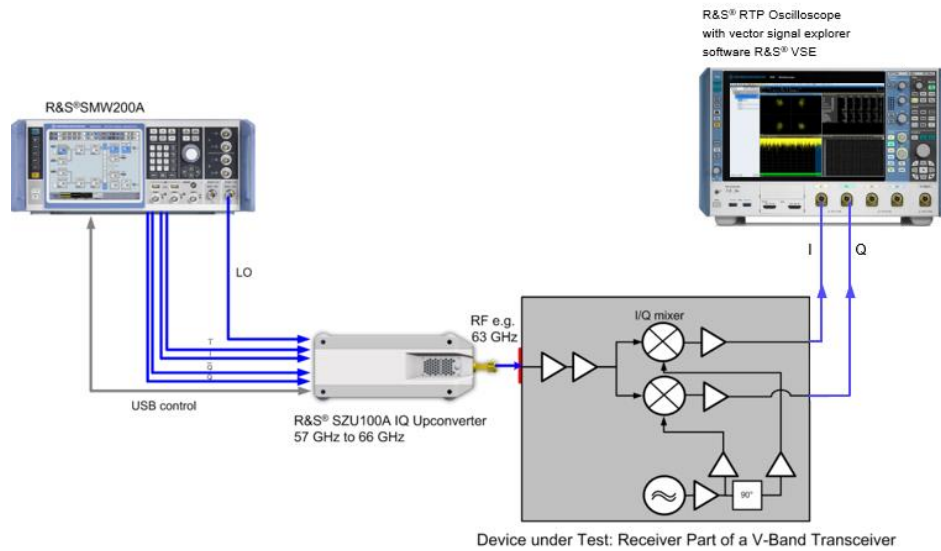 R&S® RTP Oscilloscope
with vector signal explorer
software R&S® VSE
R&S®SMW200A
LO
I
Q
RF e.g.
63 GHz
I/Q mixer
USB control
R&S® SZU100A IQ Upconverter
57 GHz to 66 GHz
90°
Device under Test: Receiver Part of a V-Band Transceiver